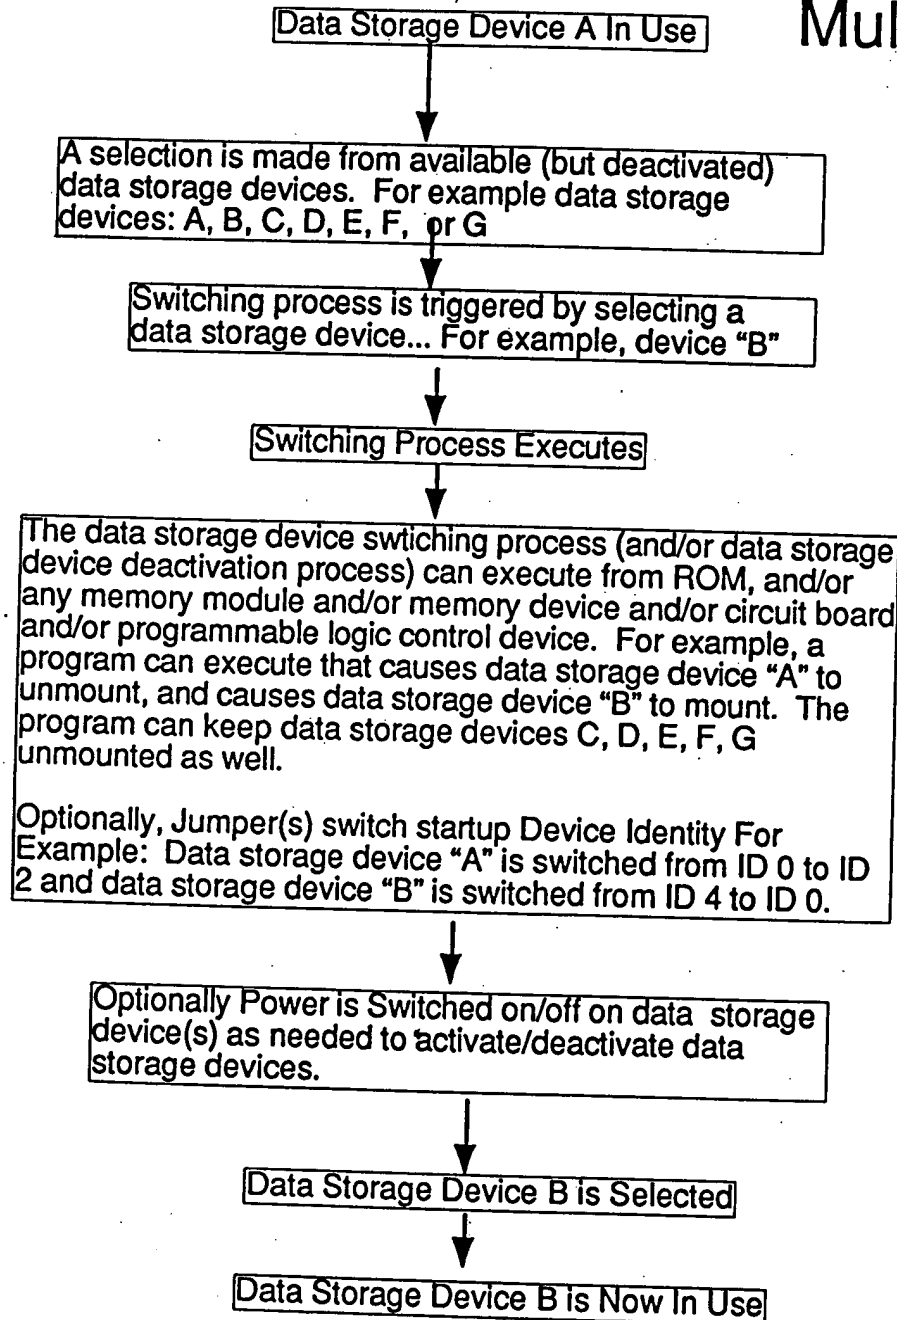 Data Storage Device A In Use
Mul
A selection is made from available (but deactivated)
data storage devices. For example data storage
devices: A, B, C, D, E, F, or G
Switching process is triggered by selecting a
data storage device... For example, device “B”
Switching Process Executes
The data storage device swtiching process (and/or data storage
device deactivation process) can execute from ROM, and/or
any memory module and/or memory device and/or circuit board
and/or programmable logic control device. For example, a
program can execute that causes data storage device “A” to
unmount, and causes data storage device “B” to mount. The
program can keep data storage devices C, D, E, F, G
unmounted as well.
Optionally, Jumper(s) switch startup Device Identity For
Example: Data storage device “A” is switched from ID 0 to ID
2 and data storage device “B” is switched from ID 4 to ID 0.
Optionally Power is Switched on/off on data storage
device(s) as needed to activate/deactivate data
storage devices.
Data Storage Device B is Selected
Data Storage Device B is Now In Use